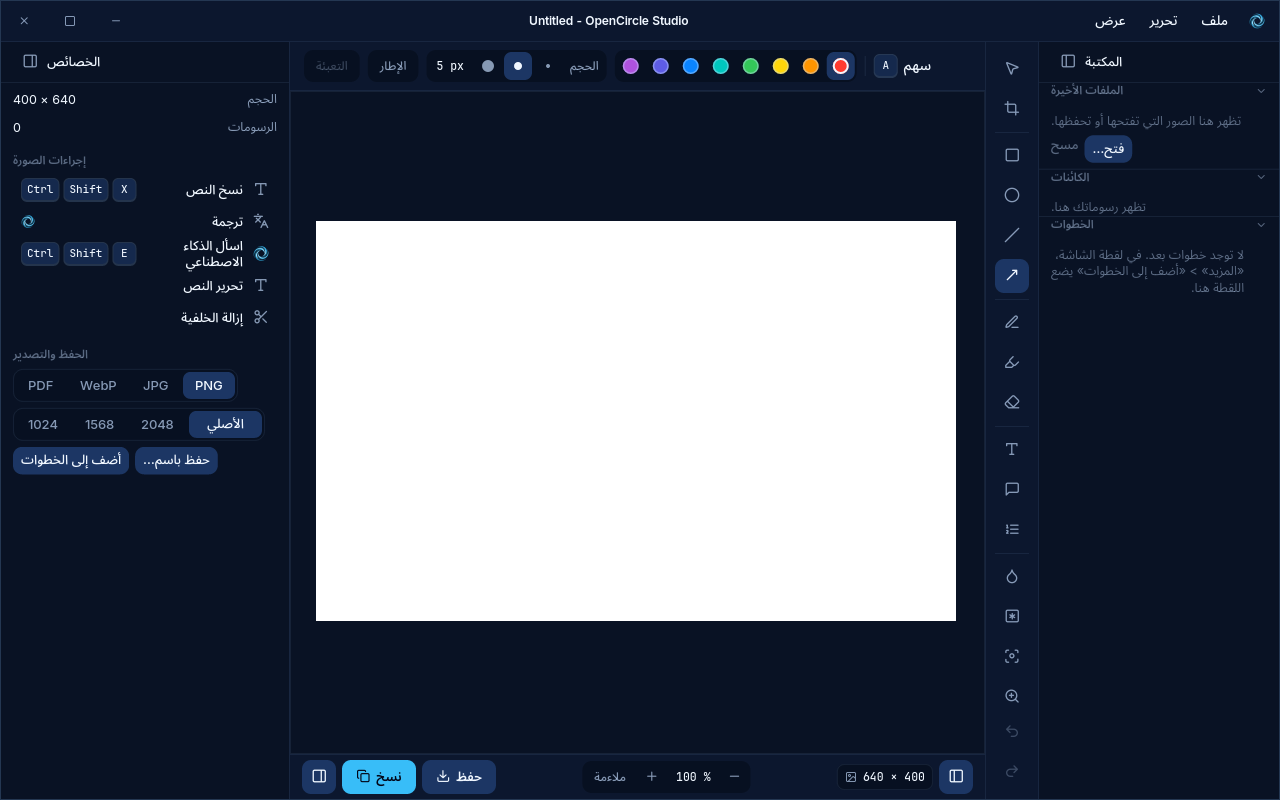 ملف
تحرير
عرض
Untitled - OpenCircle Studio
المكتبة
الملفات الأخيرة
تظهر هنا الصور التي تفتحها أو تحفظها.
فتح...
مسح
الكائنات
تظهر رسوماتك هنا.
الخطوات
لا توجد خطوات بعد. في لقطة الشاشة،
«المزيد» > «أضف إلى الخطوات» يضع
اللقطة هنا.
سهم
A
الحجم
5 px
الإطار
التعبئة
الخصائص
الحجم
640 × 400
الرسومات
0
إجراءات الصورة
نسخ النص
Ctrl Shift X
ترجمة
اسأل الذكاء
الاصطناعي
Ctrl Shift E
تحرير النص
إزالة الخلفية
الحفظ والتصدير
PNG
JPG
WebP
PDF
الأصلي
2048
1568
1024
حفظ باسم...
أضف إلى الخطوات
640 × 400
100 %
ملاءمة
حفظ
نسخ